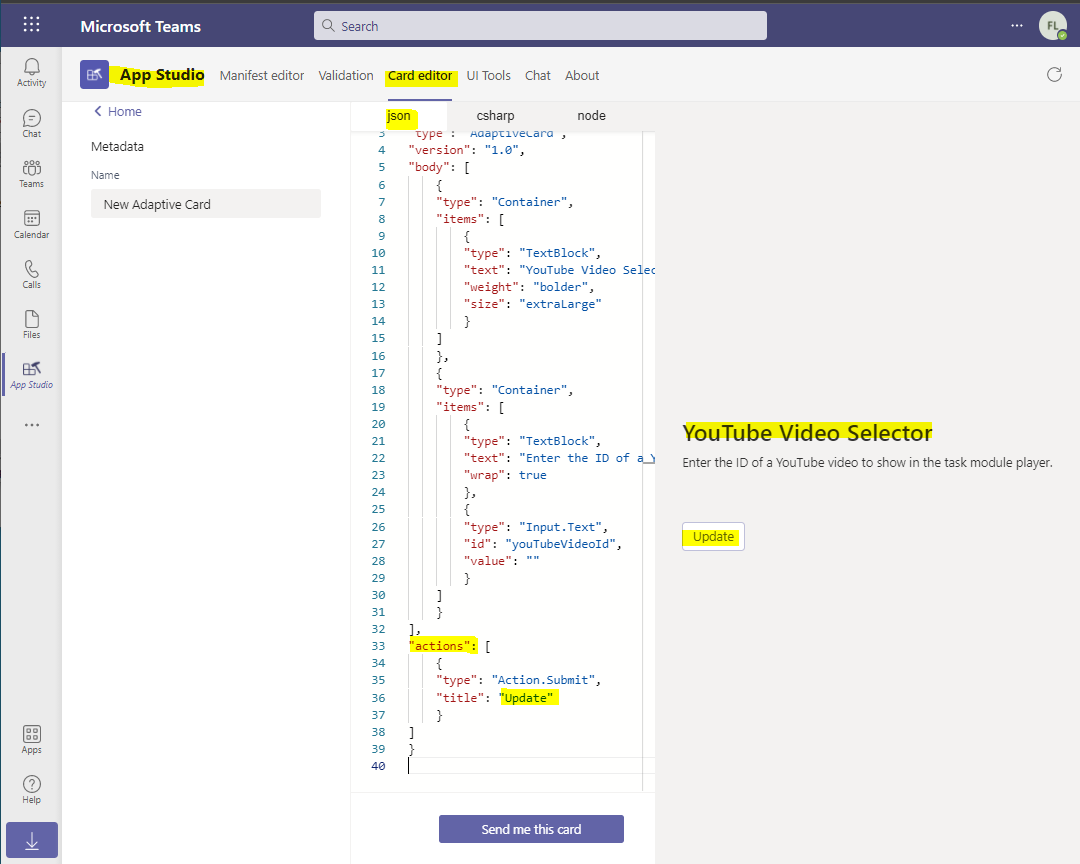 Microsoft Teams
Search
FL
Activity
Chat
Teams
Calendar
Calls
Files
App Studio
Apps
Help
App Studio Manifest editor Validation Card editor UI Tools Chat About
Home
Metadata
Name
New Adaptive Card
json csharp node
3 "type": "AdaptiveCard",
4 "version": "1.0",
5 "body": [
6 {
7 "type": "Container",
8 "items": [
9 {
10 "type": "TextBlock",
11 "text": "YouTube Video Selec
12 "weight": "bolder",
13 "size": "extraLarge"
14 }
15 ]
16 },
17 {
18 "type": "Container",
19 "items": [
20 {
21 "type": "TextBlock",
22 "text": "Enter the ID of a Y
23 "wrap": true
24 },
25 {
26 "type": "Input.Text",
27 "id": "youTubeVideoId",
28 "value": ""
29 }
30 ]
31 }
32 ],
33 "actions": [
34 {
35 "type": "Action.Submit",
36 "title": "Update"
37 }
38 ]
39 }
40
Send me this card
YouTube Video Selector
Enter the ID of a YouTube video to show in the task module player.
Update